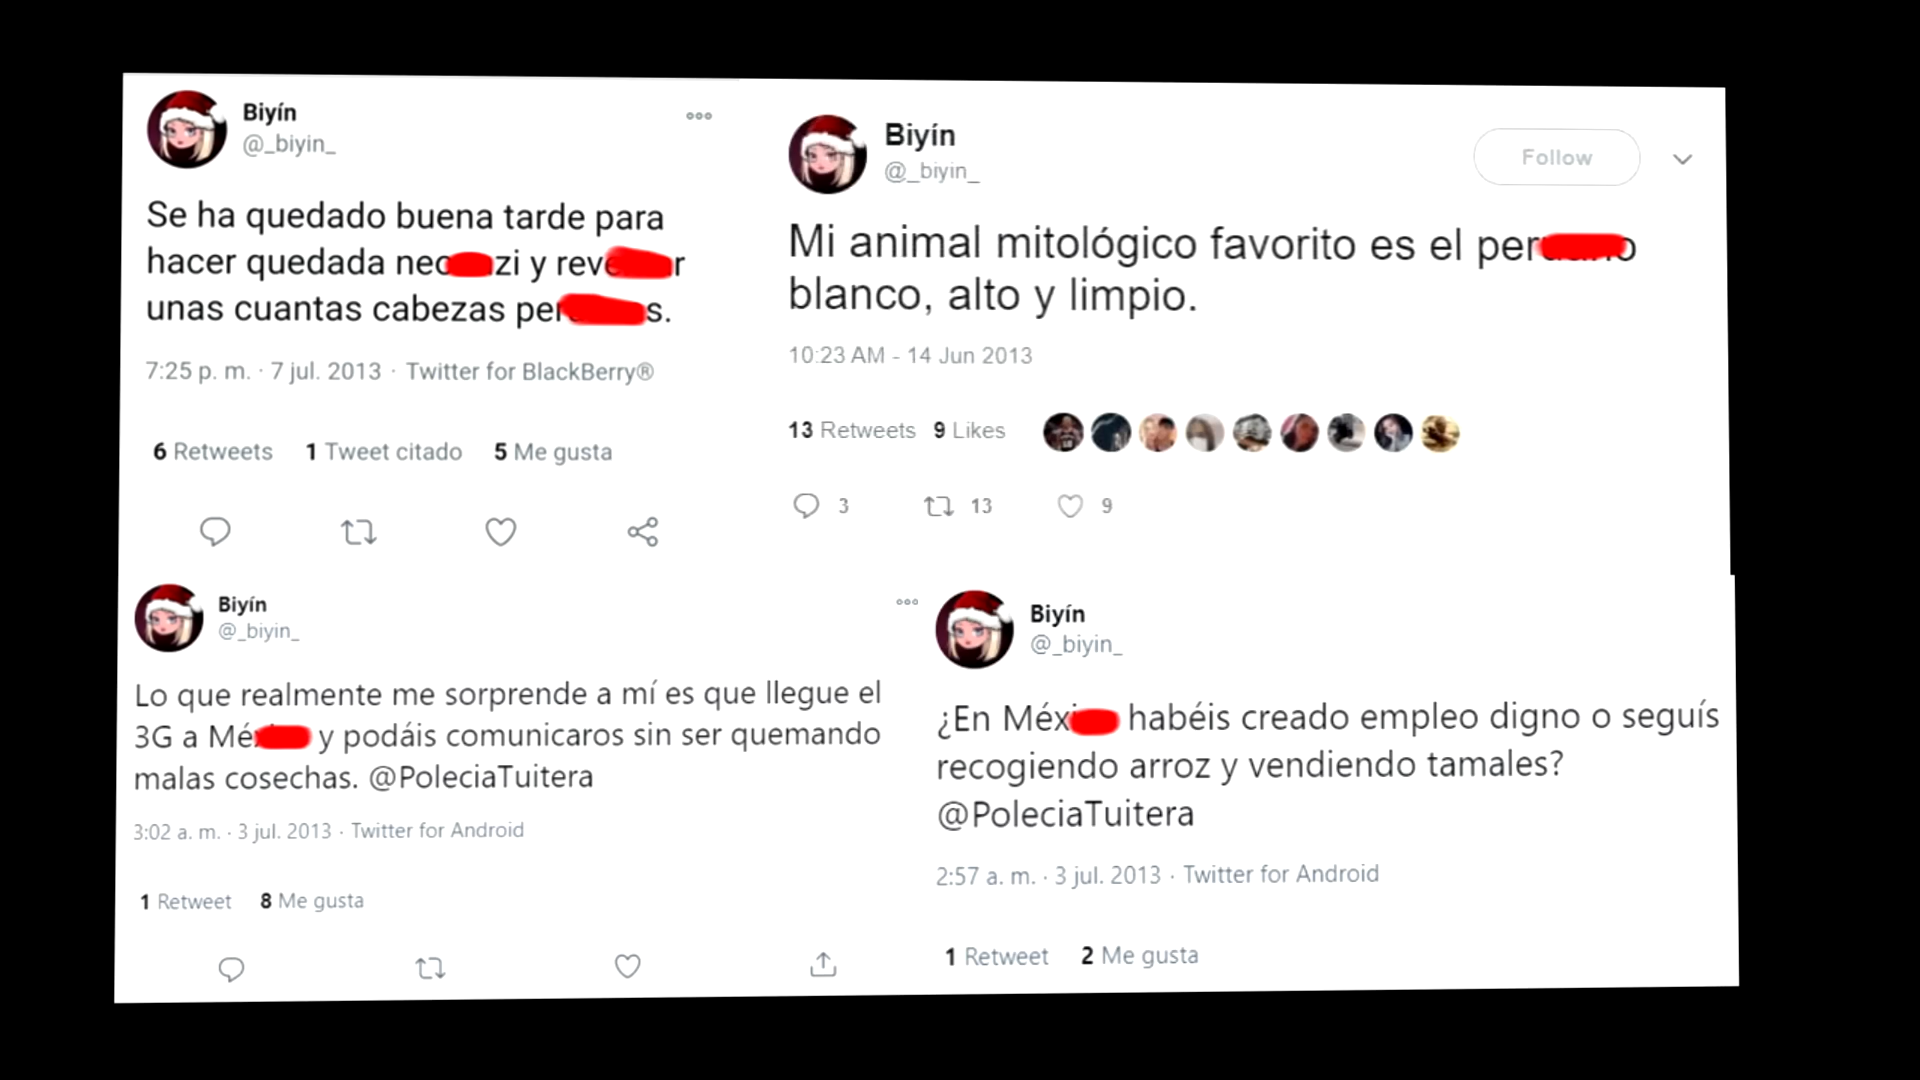 Biyín
@_biyin_
Se ha quedado buena tarde para
hacer quedada neo zi y reve r
unas cuantas cabezas per s.
7:25 p. m. · 7 jul. 2013 · Twitter for BlackBerry®
6 Retweets 1 Tweet citado 5 Me gusta
Biyín
@_biyin_
Follow
Mi animal mitológico favorito es el per o
blanco, alto y limpio.
10:23 AM - 14 Jun 2013
13 Retweets 9 Likes
3 13 9
Biyín
@_biyin_
Lo que realmente me sorprende a mí es que llegue el
3G a Mé y podáis comunicaros sin ser quemando
malas cosechas. @PoleciaTuitera
3:02 a. m. · 3 jul. 2013 · Twitter for Android
1 Retweet 8 Me gusta
Biyín
@_biyin_
¿En Méx habéis creado empleo digno o seguís
recogiendo arroz y vendiendo tamales?
@PoleciaTuitera
2:57 a. m. · 3 jul. 2013 · Twitter for Android
1 Retweet 2 Me gusta